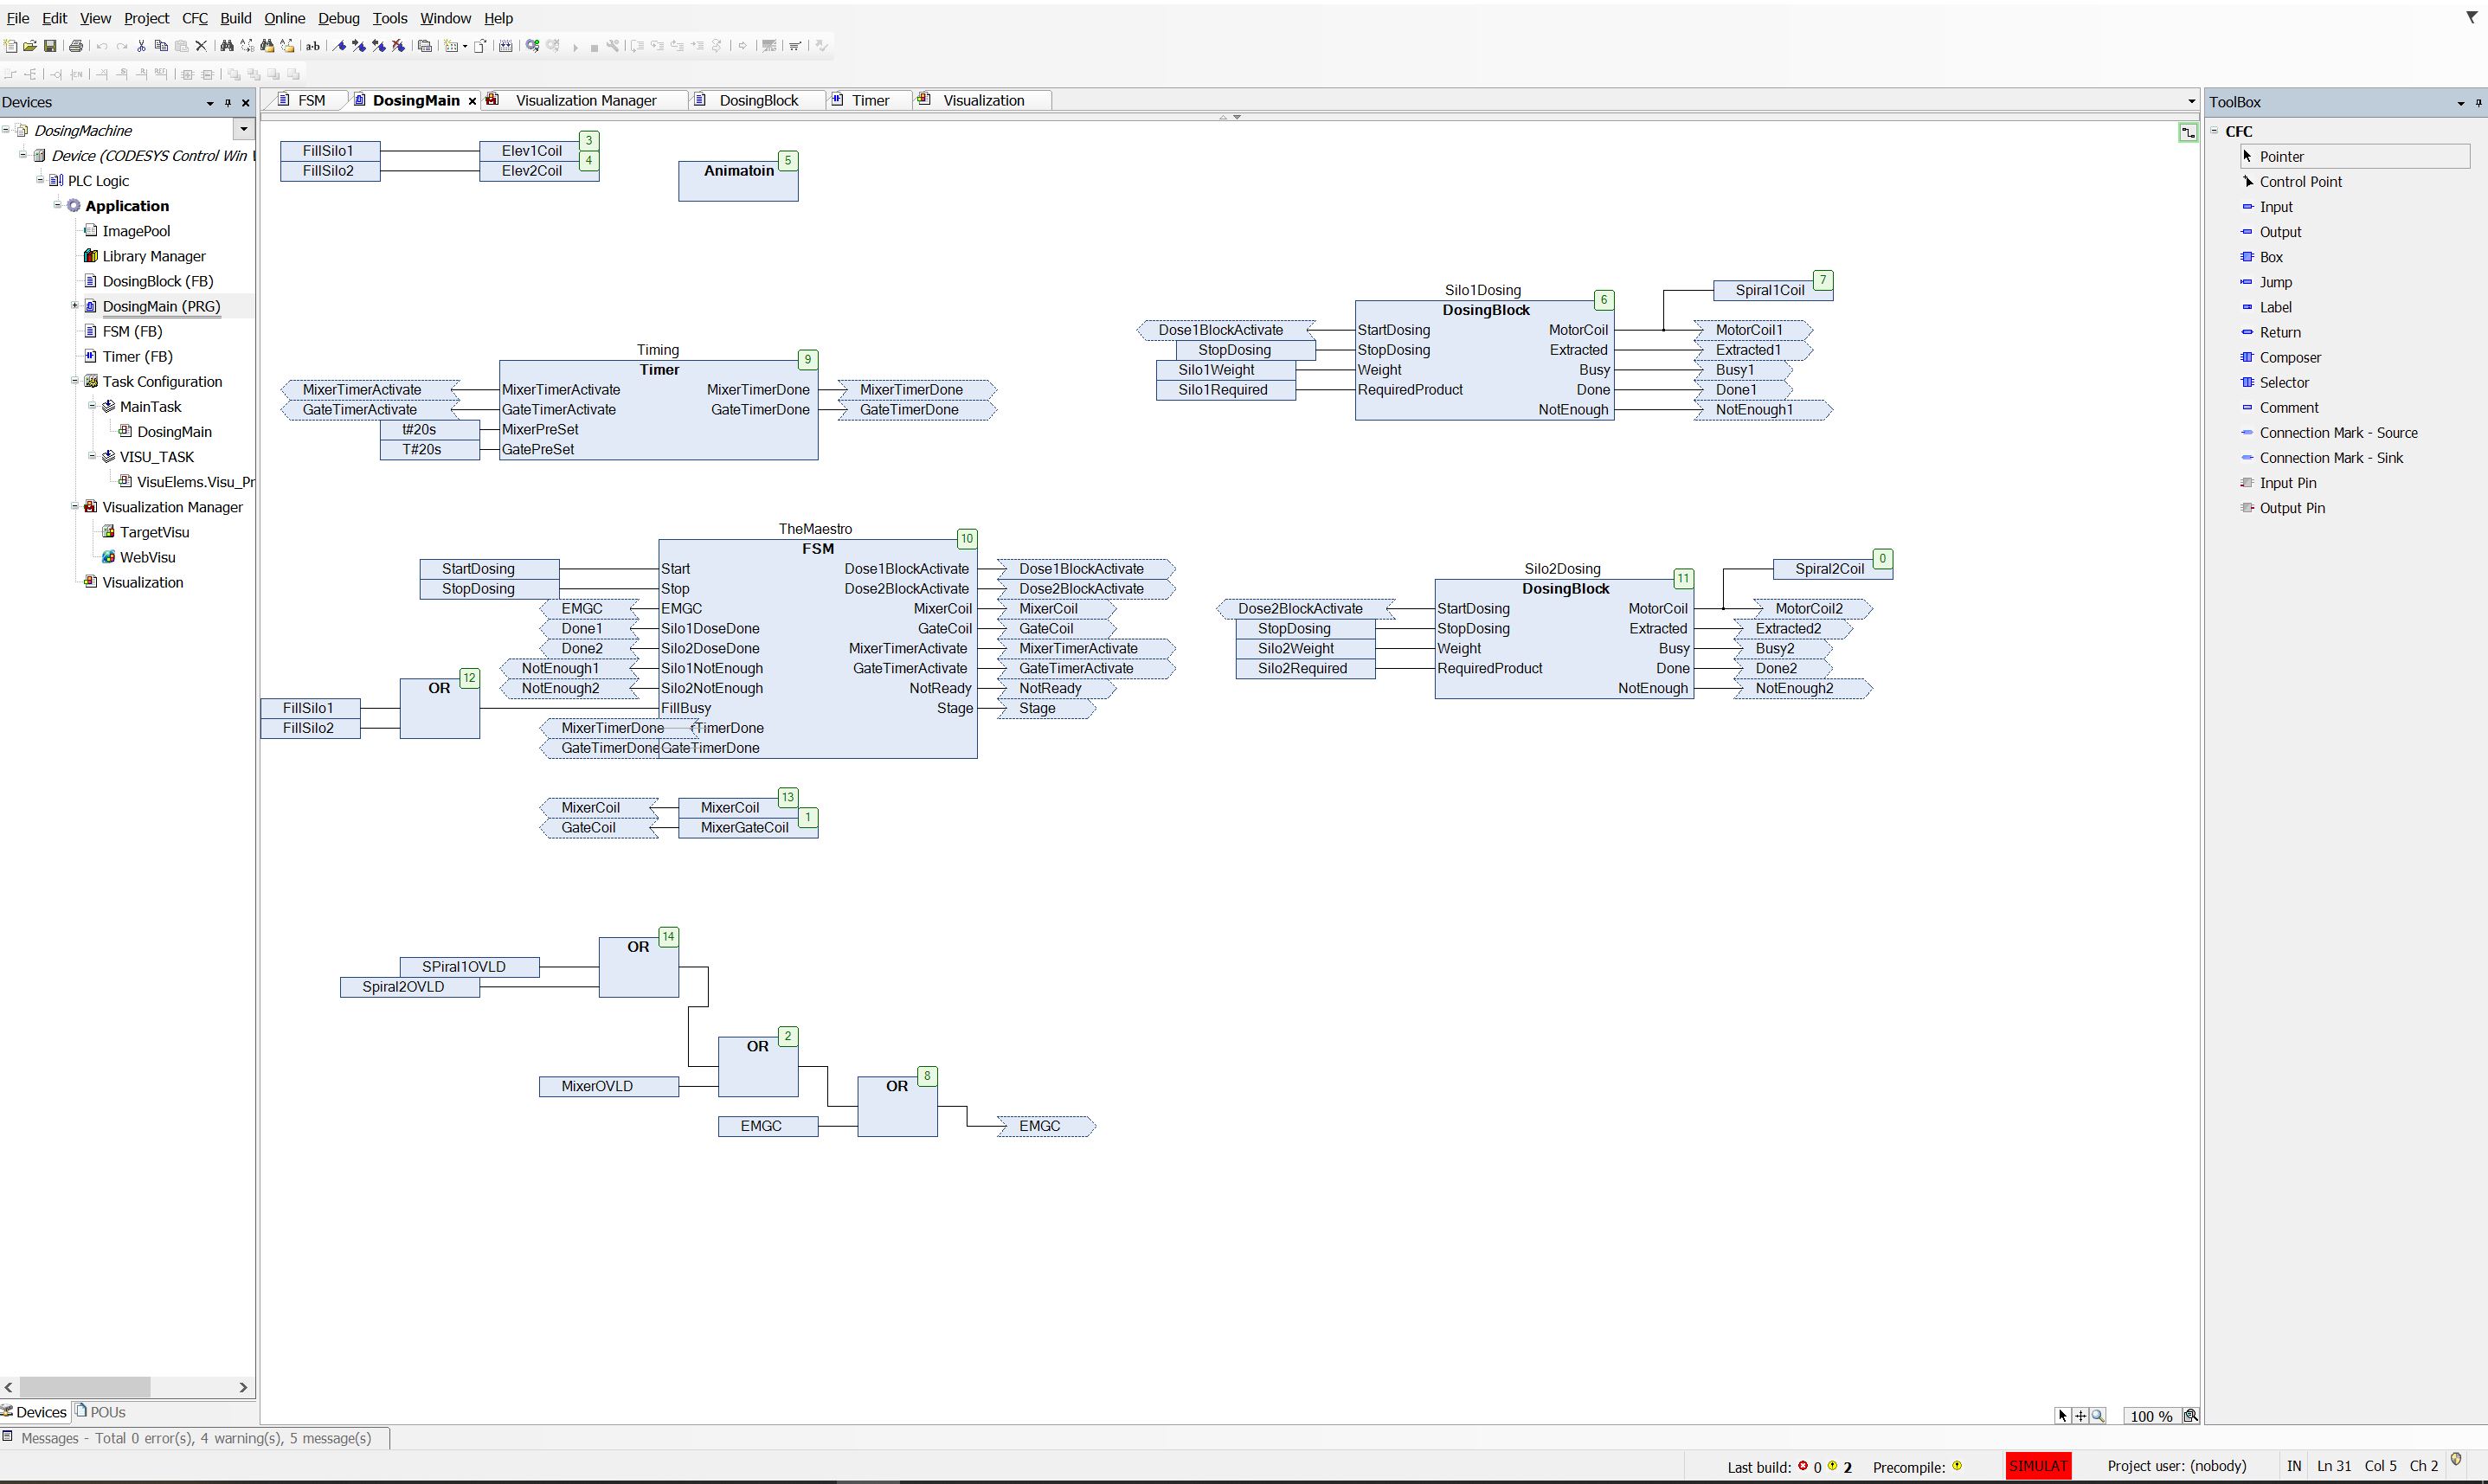 File Edit View Project CFC Build Online Debug Tools Window Help
Devices
DosingMachine
Device (CODESYS Control Win
PLC Logic
Application
ImagePool
Library Manager
DosingBlock (FB)
DosingMain (PRG)
FSM (FB)
Timer (FB)
Task Configuration
MainTask
DosingMain
VISU_TASK
VisuElems.Visu_Pr
Visualization Manager
TargetVisu
WebVisu
Visualization
Devices POUs
FSM DosingMain Visualization Manager DosingBlock Timer Visualization
FillSilo1 Elev1Coil 3
FillSilo2 Elev2Coil 4
Animatoin 5
Timing
Timer 9
MixerTimerActivate MixerTimerActivate MixerTimerDone MixerTimerDone
GateTimerActivate GateTimerActivate GateTimerDone GateTimerDone
t#20s MixerPreSet
T#20s GatePreSet
Silo1Dosing
DosingBlock 6
Spiral1Coil 7
Dose1BlockActivate StartDosing MotorCoil MotorCoil1
StopDosing StopDosing Extracted Extracted1
Silo1Weight Weight Busy Busy1
Silo1Required RequiredProduct Done Done1
NotEnough NotEnough1
TheMaestro
FSM 10
StartDosing Start Dose1BlockActivate Dose1BlockActivate
StopDosing Stop Dose2BlockActivate Dose2BlockActivate
EMGC EMGC MixerCoil MixerCoil
Done1 Silo1DoseDone GateCoil GateCoil
Done2 Silo2DoseDone MixerTimerActivate MixerTimerActivate
NotEnough1 Silo1NotEnough GateTimerActivate GateTimerActivate
NotEnough2 Silo2NotEnough NotReady NotReady
FillBusy Stage Stage
MixerTimerDone TimerDone
GateTimerDone GateTimerDone
OR 12
FillSilo1
FillSilo2
Silo2Dosing
DosingBlock 11
Spiral2Coil 0
Dose2BlockActivate StartDosing MotorCoil MotorCoil2
StopDosing StopDosing Extracted Extracted2
Silo2Weight Weight Busy Busy2
Silo2Required RequiredProduct Done Done2
NotEnough NotEnough2
MixerCoil MixerCoil 13
GateCoil MixerGateCoil 1
OR 14
SPiral1OVLD
Spiral2OVLD
OR 2
MixerOVLD
OR 8
EMGC EMGC
ToolBox
CFC
Pointer
Control Point
Input
Output
Box
Jump
Label
Return
Composer
Selector
Comment
Connection Mark - Source
Connection Mark - Sink
Input Pin
Output Pin
100 %
Messages - Total 0 error(s), 4 warning(s), 5 message(s)
Last build: 0 2 Precompile: SIMULAT Project user: (nobody) IN Ln 31 Col 5 Ch 2